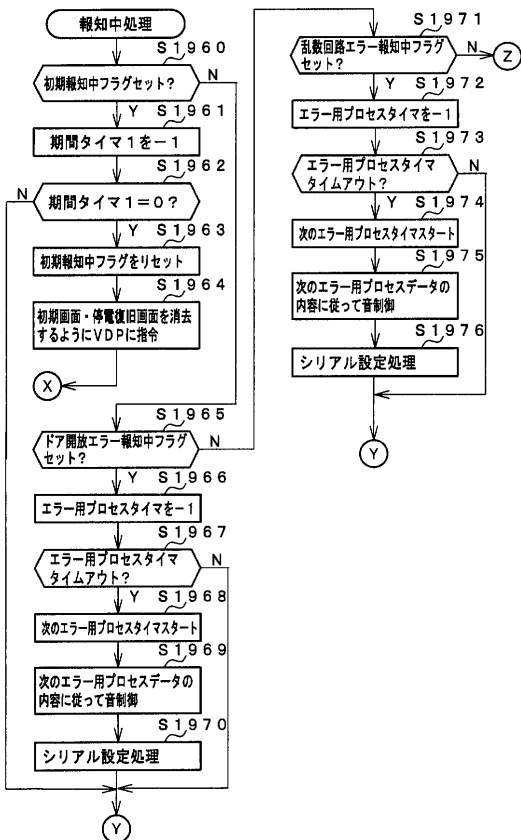 報知中処理
S1960
初期報知中フラグセット？
N
Y
S1961
期間タイマ1を－1
S1962
N
期間タイマ1＝0？
Y
S1963
初期報知中フラグをリセット
S1964
初期画面・停電復旧画面を消去
するようにVDPに指令
X
S1965
ドア開放エラー報知中フラグ
セット？
N
Y
S1966
エラー用プロセスタイマを－1
S1967
エラー用プロセスタイマ
タイムアウト？
N
Y
S1968
次のエラー用プロセスタイマスタート
S1969
次のエラー用プロセスデータの
内容に従って音制御
S1970
シリアル設定処理
Y
S1971
乱数回路エラー報知中フラグ
セット？
N
Z
Y
S1972
エラー用プロセスタイマを－1
S1973
エラー用プロセスタイマ
タイムアウト？
N
Y
S1974
次のエラー用プロセスタイマスタート
S1975
次のエラー用プロセスデータの
内容に従って音制御
S1976
シリアル設定処理
Y